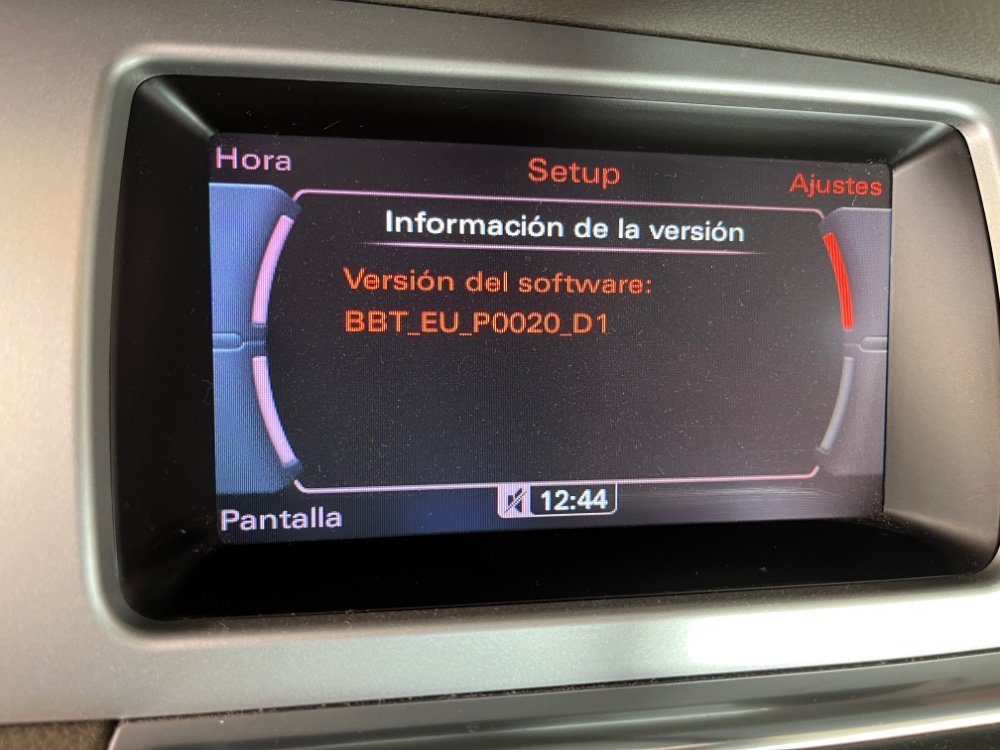 Hora
Setup
Ajustes
Información de la versión
Versión del software:
BBT_EU_P0020_D1
Pantalla
12:44